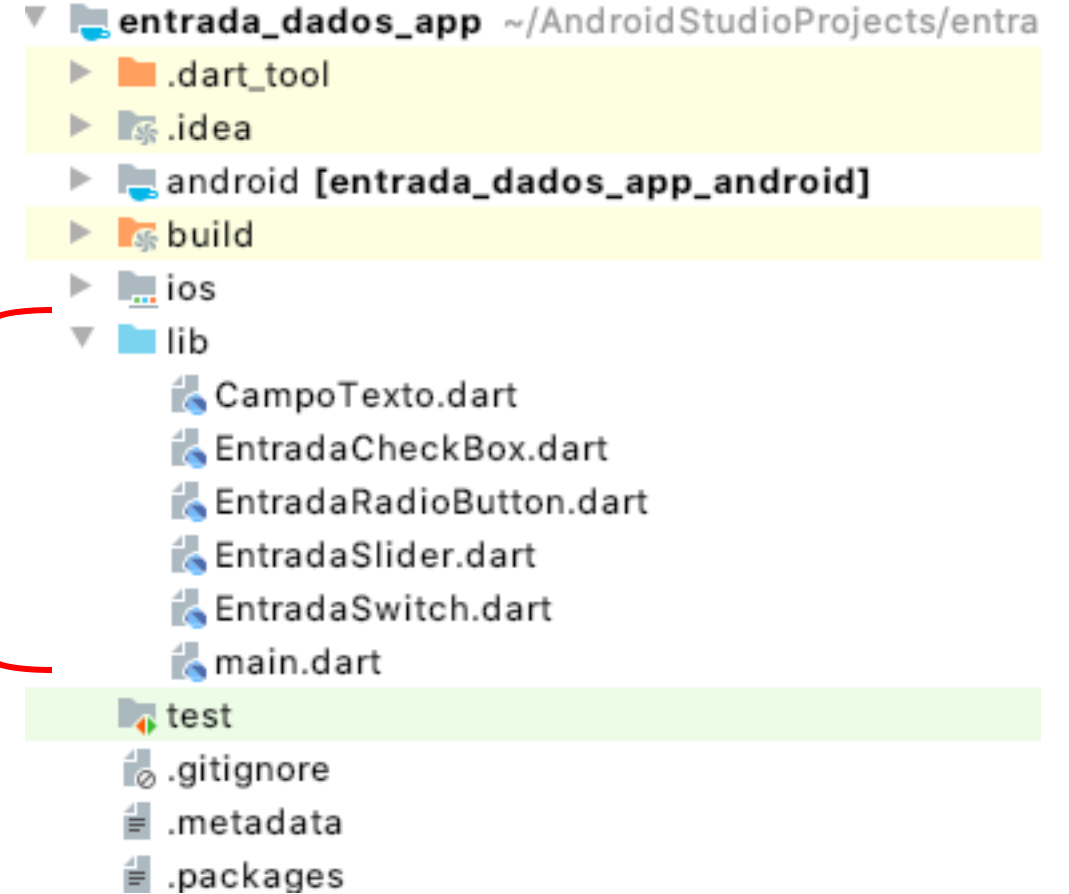 entrada_dados_app ~/AndroidStudioProjects/entra
.dart_tool
.idea
android [entrada_dados_app_android]
build
ios
lib
CampoTexto.dart
EntradaCheckBox.dart
EntradaRadioButton.dart
EntradaSlider.dart
EntradaSwitch.dart
main.dart
test
.gitignore
.metadata
.packages